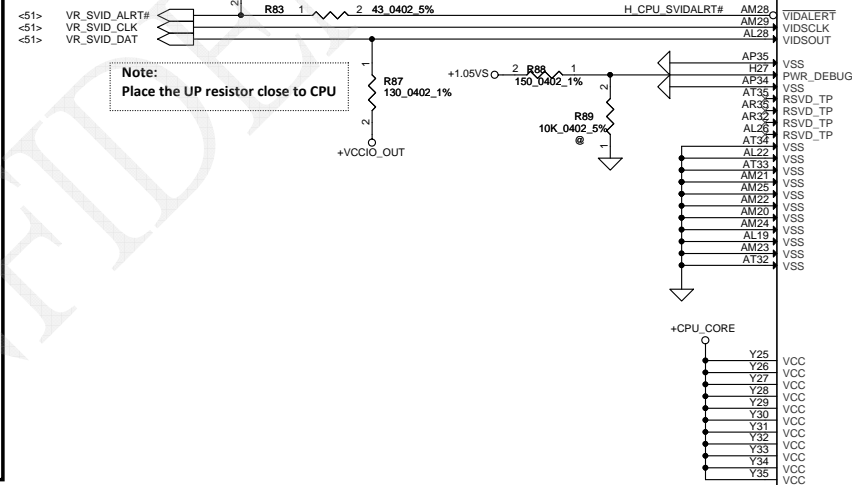 2
R83 1 2 43_0402_5% H_CPU_SVIDALRT# AM28 VIDALERT
<51> VR_SVID_ALRT#
<51> VR_SVID_CLK AM29 VIDSCLK
<51> VR_SVID_DAT AL28 VIDSOUT
Note:
Place the UP resistor close to CPU
1
R87
130_0402_1%
2
+VCCIO_OUT
+1.05VS 2 R88 1
150_0402_1%
2
R89
10K_0402_5%
@
1
AP35 VSS
H27 PWR_DEBUG
AP34 VSS
AT35 RSVD_TP
AR35 RSVD_TP
AR32 RSVD_TP
AL26 RSVD_TP
AT34 VSS
AL22 VSS
AT33 VSS
AM21 VSS
AM25 VSS
AM22 VSS
AM20 VSS
AM24 VSS
AL19 VSS
AM23 VSS
AT32 VSS
+CPU_CORE
Y25 VCC
Y26 VCC
Y27 VCC
Y28 VCC
Y29 VCC
Y30 VCC
Y31 VCC
Y32 VCC
Y33 VCC
Y34 VCC
Y35 VCC